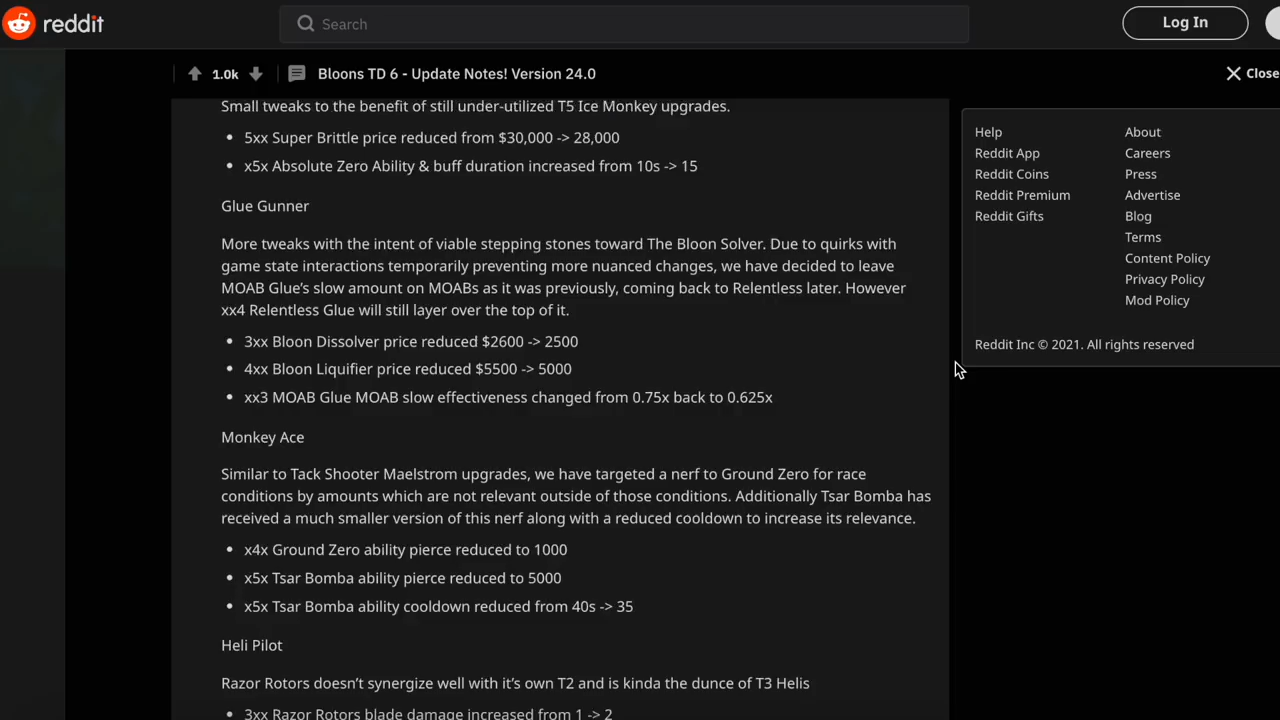 reddit
Search
Log In
1.0k
Bloons TD 6 - Update Notes! Version 24.0
Close
Small tweaks to the benefit of still under-utilized T5 Ice Monkey upgrades.
• 5xx Super Brittle price reduced from $30,000 -> 28,000
• x5x Absolute Zero Ability & buff duration increased from 10s -> 15
Glue Gunner
More tweaks with the intent of viable stepping stones toward The Bloon Solver. Due to quirks with
game state interactions temporarily preventing more nuanced changes, we have decided to leave
MOAB Glue's slow amount on MOABs as it was previously, coming back to Relentless later. However
xx4 Relentless Glue will still layer over the top of it.
• 3xx Bloon Dissolver price reduced $2600 -> 2500
• 4xx Bloon Liquifier price reduced $5500 -> 5000
• xx3 MOAB Glue MOAB slow effectiveness changed from 0.75x back to 0.625x
Monkey Ace
Similar to Tack Shooter Maelstrom upgrades, we have targeted a nerf to Ground Zero for race
conditions by amounts which are not relevant outside of those conditions. Additionally Tsar Bomba has
received a much smaller version of this nerf along with a reduced cooldown to increase its relevance.
• x4x Ground Zero ability pierce reduced to 1000
• x5x Tsar Bomba ability pierce reduced to 5000
• x5x Tsar Bomba ability cooldown reduced from 40s -> 35
Heli Pilot
Razor Rotors doesn't synergize well with it's own T2 and is kinda the dunce of T3 Helis
• 3xx Razor Rotors blade damage increased from 1 -> 2
Help
Reddit App
Reddit Coins
Reddit Premium
Reddit Gifts
About
Careers
Press
Advertise
Blog
Terms
Content Policy
Privacy Policy
Mod Policy
Reddit Inc © 2021. All rights reserved